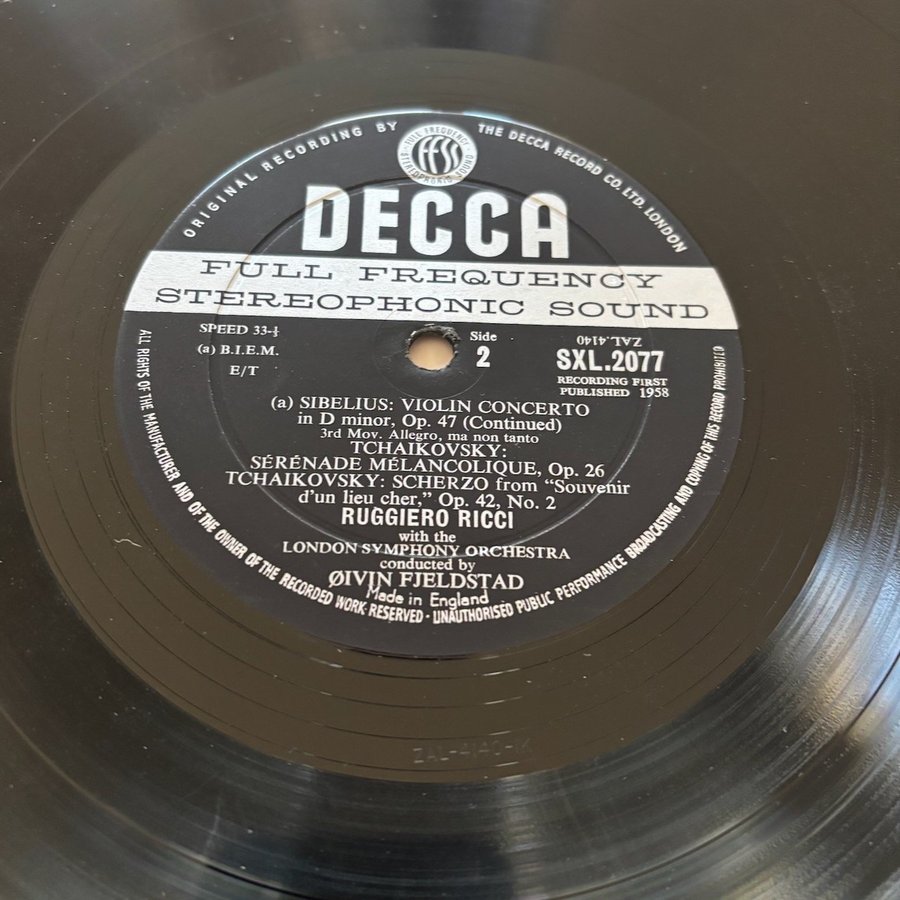 ORIGINAL RECORDING BY
THE DECCA RECORD CO. LTD. LONDON
FULL FREQUENCY
ffss
STEREOPHONIC SOUND
DECCA
FULL FREQUENCY
STEREOPHONIC SOUND
SPEED 33-⅓
(a) B.I.E.M.
E/T
Side
2
ZAL.4140
SXL.2077
RECORDING FIRST
PUBLISHED 1958
(a) SIBELIUS: VIOLIN CONCERTO
in D minor, Op. 47 (Continued)
3rd Mov. Allegro, ma non tanto
TCHAIKOVSKY:
SÉRÉNADE MÉLANCOLIQUE, Op. 26
TCHAIKOVSKY: SCHERZO from "Souvenir
d'un lieu cher," Op. 42, No. 2
RUGGIERO RICCI
with the
LONDON SYMPHONY ORCHESTRA
conducted by
ØIVIN FJELDSTAD
Made in England
ALL RIGHTS OF THE MANUFACTURER AND OF THE OWNER OF THE RECORDED WORK RESERVED · UNAUTHORISED PUBLIC PERFORMANCE BROADCASTING AND COPYING OF THIS RECORD PROHIBITED